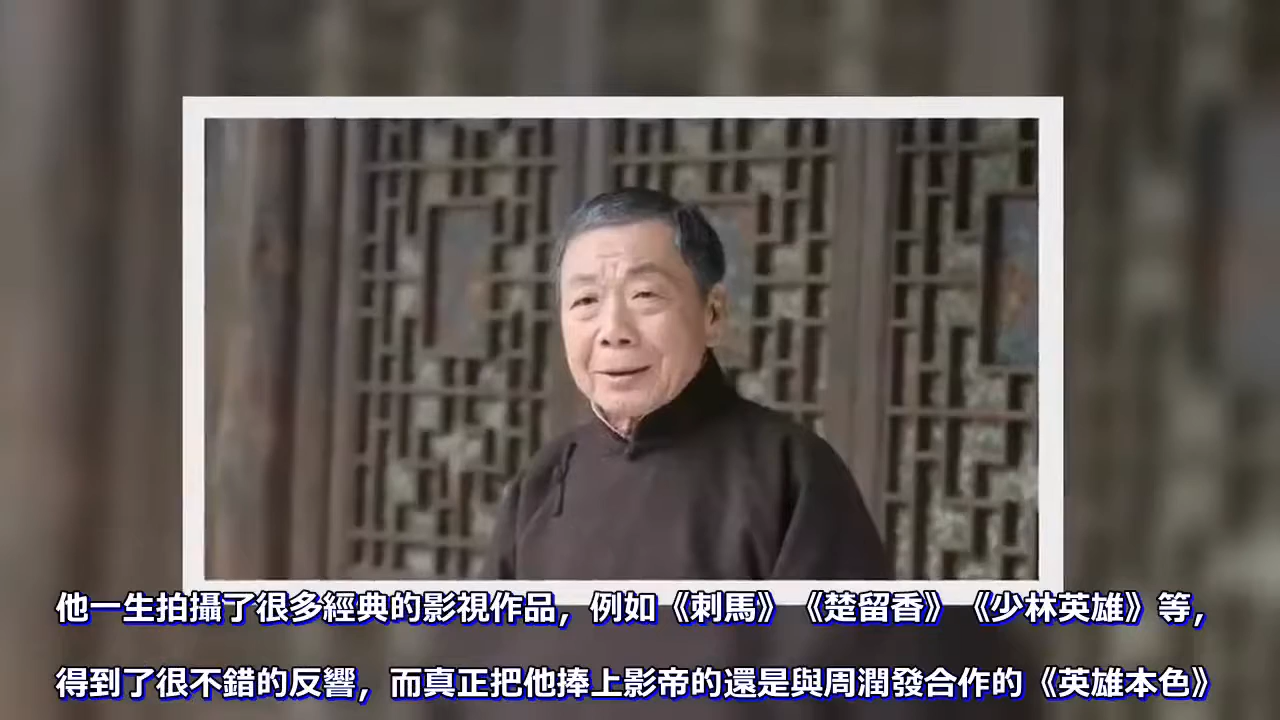 他一生拍攝了很多經典的影視作品，例如《刺馬》《楚留香》《少林英雄》等，
得到了很不錯的反響，而真正把他捧上影帝的還是與周潤發合作的《英雄本色》